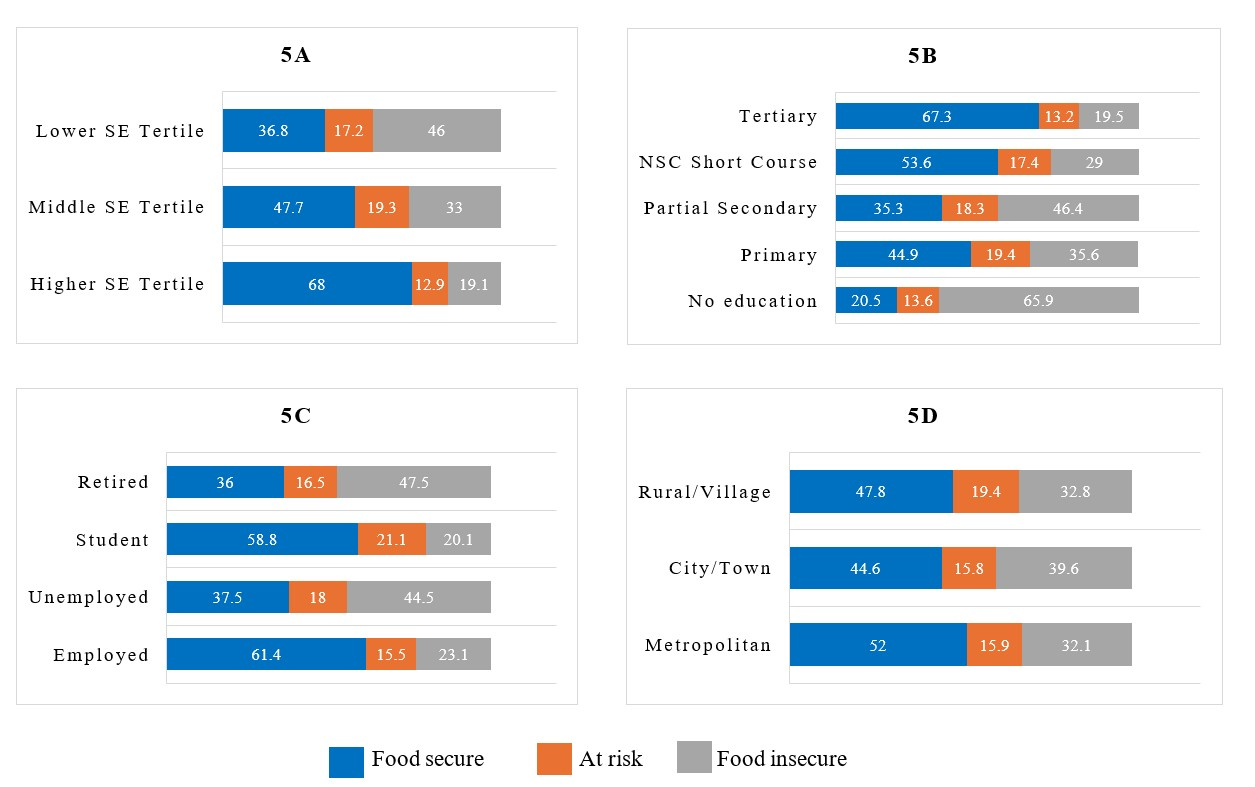 5A
Lower SE Tertile 36.8 17.2 46
Middle SE Tertile 47.7 19.3 33
Higher SE Tertile 68 12.9 19.1
5B
Tertiary 67.3 13.2 19.5
NSC Short Course 53.6 17.4 29
Partial Secondary 35.3 18.3 46.4
Primary 44.9 19.4 35.6
No education 20.5 13.6 65.9
5C
Retired 36 16.5 47.5
Student 58.8 21.1 20.1
Unemployed 37.5 18 44.5
Employed 61.4 15.5 23.1
5D
Rural/Village 47.8 19.4 32.8
City/Town 44.6 15.8 39.6
Metropolitan 52 15.9 32.1
Food secure At risk Food insecure